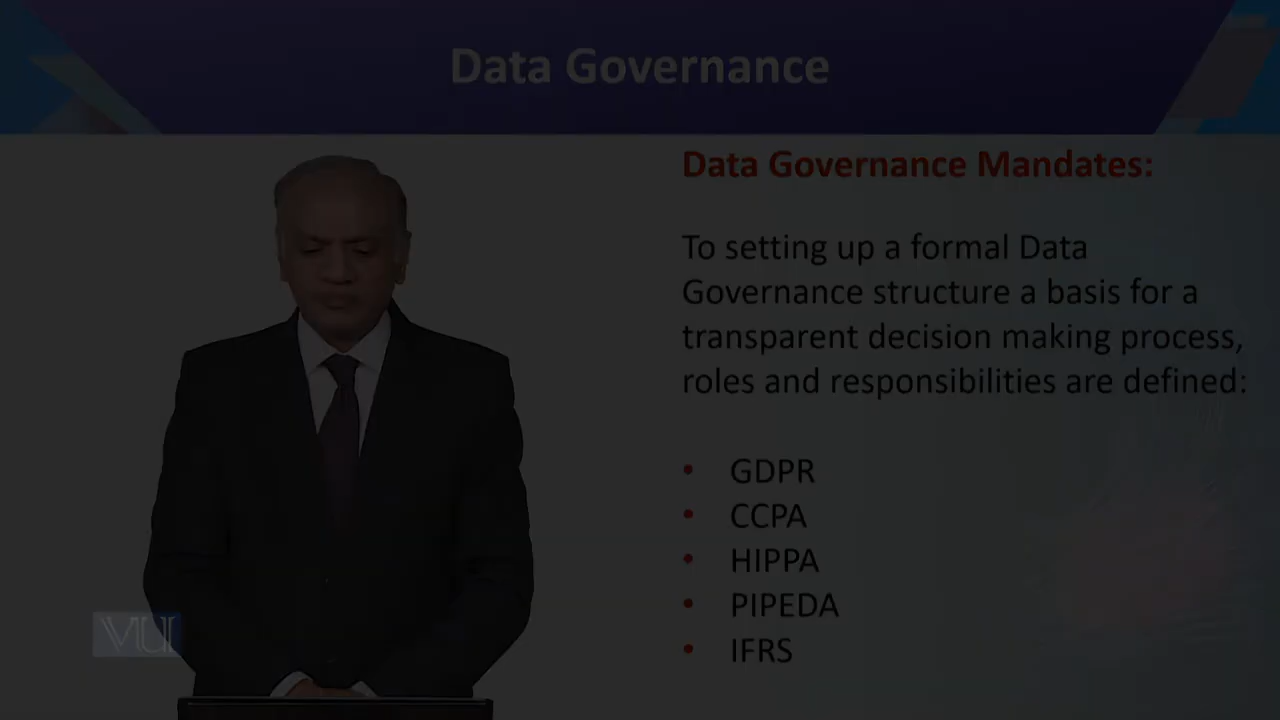 Data Governance
Data Governance Mandates:
To setting up a formal Data
Governance structure a basis for a
transparent decision making process,
roles and responsibilities are defined:
• GDPR
• CCPA
• HIPPA
• PIPEDA
• IFRS
VU